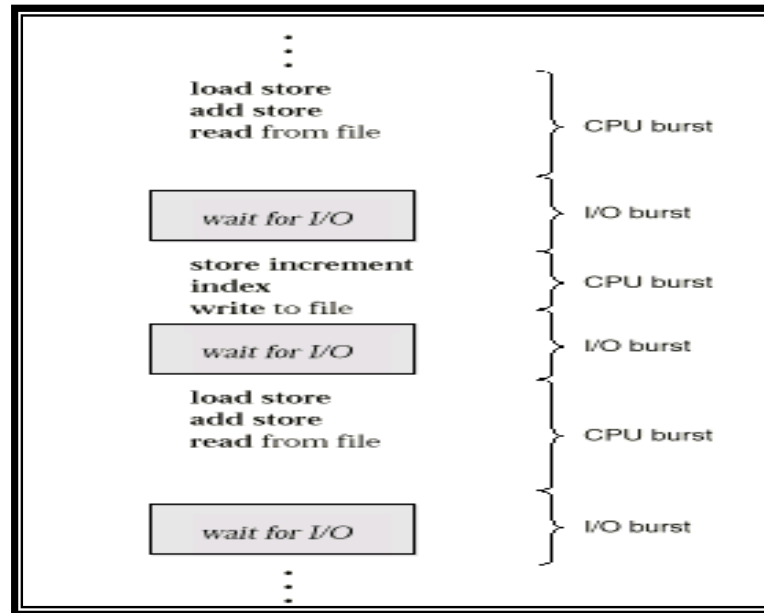 load store
add store
read from file
CPU burst
wait for I/O
I/O burst
store increment
index
write to file
CPU burst
wait for I/O
I/O burst
load store
add store
read from file
CPU burst
wait for I/O
I/O burst